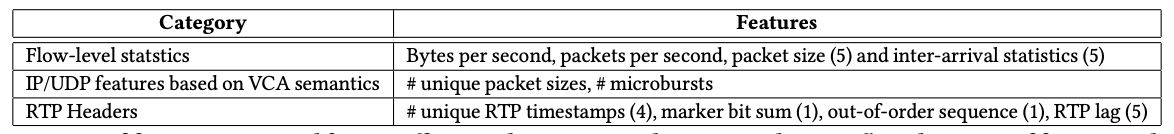 Category Features
Flow-level statstics Bytes per second, packets per second, packet size (5) and inter-arrival statistics (5)
IP/UDP features based on VCA semantics # unique packet sizes, # microbursts
RTP Headers # unique RTP timestamps (4), marker bit sum (1), out-of-order sequence (1), RTP lag (5)